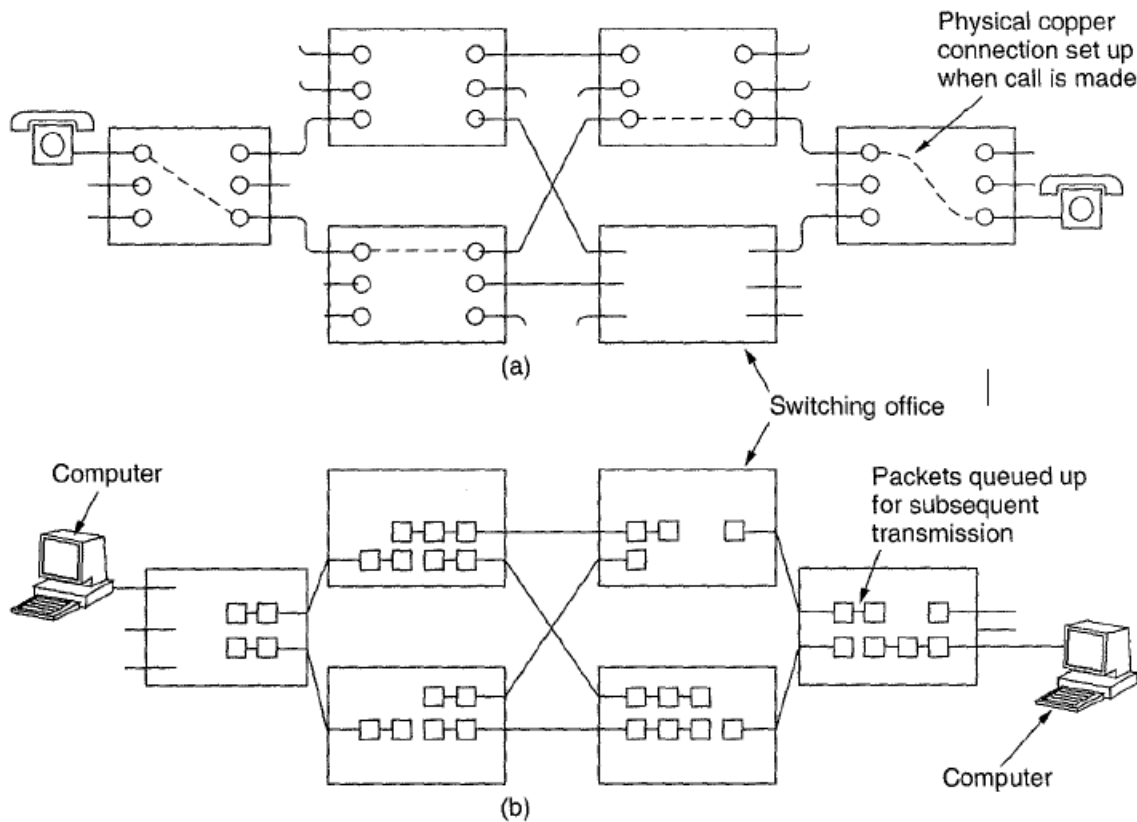 Physical copper
connection set up
when call is made
(a)
Switching office
Computer
Packets queued up
for subsequent
transmission
Computer
(b)